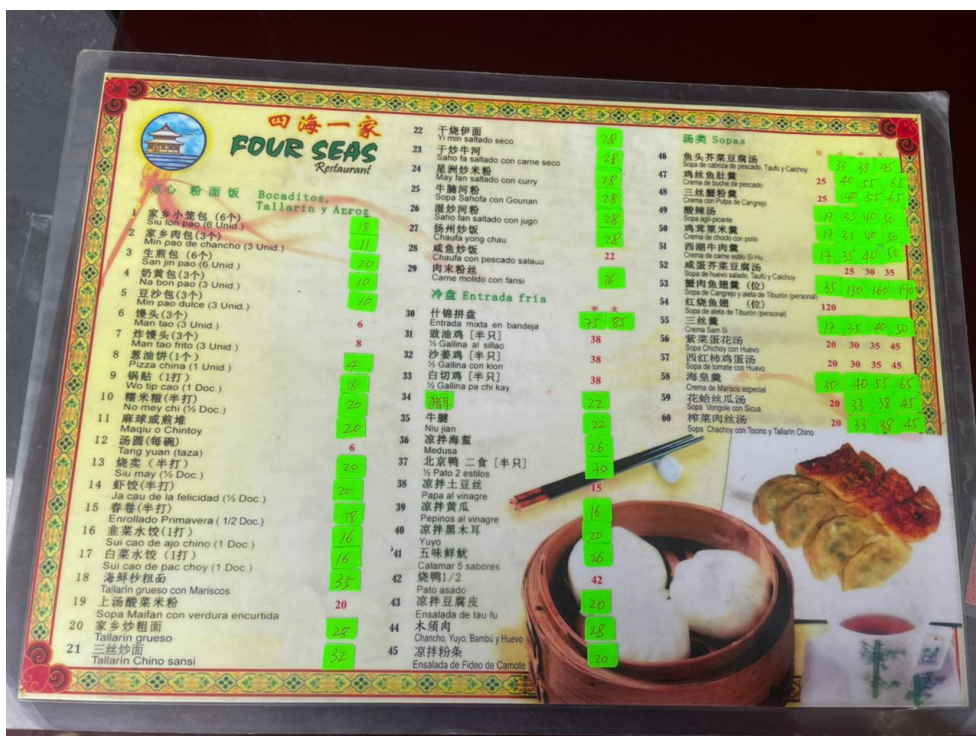 四海一家
FOUR SEAS
Restaurant
点心 粉面饭 Bocaditos,
Tallarin y Arroz
1 家乡小笼包 (6个) 18
Siu lon pao (6 Unid.)
2 家乡肉包(3个) 11
Min pao de chancho (3 Unid.)
3 生煎包 (6个) 20
San jin pao (6 Unid.)
4 奶黄包(3个) 10
Na bon pao (3 Unid.)
5 豆沙包(3个) 10
Min pao dulce (3 Unid.)
6 馒头(3个) 6
Man tao (3 Unid.)
7 炸馒头(3个) 8
Man tao frito (3 Unid.)
8 葱油饼(1个) 4
Pizza china (1 Unid.)
9 锅贴 (1打) 18
Wo tip cao (1 Doc.)
10 糯米糍(半打) 20
No mey chi (½ Doc.)
11 麻球或煎堆 20
Maqiu o Chintoy
12 汤圆(每碗) 6
Tang yuan (taza)
13 烧卖 (半打) 20
Siu may (½ Doc.)
14 虾饺(半打) 20
Ja cau de la felicidad (½ Doc.)
15 春卷(半打) 18
Enrollado Primavera ( 1/2 Doc.)
16 韭菜水饺(1打) 16
Sui cao de ajo chino (1 Doc.)
17 白菜水饺 (1打) 16
Sui cao de pac choy (1 Doc.)
18 海鲜秒粗面 35
Tallarín grueso con Mariscos
19 上汤酸菜米粉 20
Sopa Maifan con verdura encurtida
20 家乡炒粗面 28
Tallarín grueso
21 三丝炒面 32
Tallarín Chino sansi
22 干烧伊面 28
Yi min saltado seco
23 干炒牛河 28
Saho fa saltado con carne seco
24 星洲炒米粉 28
May fan saltado con curry
25 牛腩河粉 28
Sopa Sahofa con Gounan
26 湿炒河粉 28
Saho fan saltado con jugo
27 扬州炒饭 28
Chaufa yong chau
28 咸鱼炒饭 22
Chaufa con pescado salado
29 肉末粉丝 26
Carne molido con fansi
冷盘 Entrada fria
30 什锦拼盘 75 85
Entrada mixta en bandeja
31 豉油鸡 [半只] 38
½ Gallina al sillao
32 沙姜鸡 [半只] 38
½ Gallina con kion
33 白切鸡 [半只] 38
½ Gallina pa chi kay
34 猪耳 22
35 牛腱 22
Niu jian
36 凉拌海蜇 26
Medusa
37 北京鸭 二食 [半只] 70
½ Pato 2 estilos
38 凉拌土豆丝 15
Papa al vinagre
39 凉拌黄瓜 16
Pepinos al vinagre
40 凉拌黑木耳 20
Yuyo
41 五味鲜鱿 26
Calamar 5 sabores
42 烧鸭1/2 42
Pato asado
43 凉拌豆腐皮 20
Ensalada de tau fu
44 木须肉 28
Chancho, Yuyo, Bambú y Huevo
45 凉拌粉条 20
Ensalada de Fideo de Camote
汤类 Sopas
46 鱼头芥菜豆腐汤 33 38 45
Sopa de cabeza de pescado, Taufú y Caichoy
47 鸡丝鱼肚羹 25 40 55 65
Crema de buche de pescado
48 三丝蟹粉羹 25 40 55 65
Crema con Pulpa de Cangrejo
49 酸辣汤 17 35 40 50
Sopa agri-picante
50 鸡茸粟米羹 17 35 40 50
Crema de choclo con pollo
51 西湖牛肉羹 17 35 40 50
Crema de carne estilo Si-Hu
52 咸蛋芥菜豆腐汤 25 30 35
Sopa de huevo salado, Taufú y Caichoy
53 蟹肉鱼翅羹 (位) 35 130 160 190
Sopa de Cangrejo y aleta de Tiburón (personal)
54 红烧鱼翅 (位) 120
Sopa de aleta de Tiburón (personal)
55 三丝羹 17 35 40 50
Crema Sam Si
56 紫菜蛋花汤 20 30 35 45
Sopa Chichoy con Huevo
57 西红柿鸡蛋汤 20 30 35 45
Sopa de tomate con Huevo
58 海皇羹 30 40 55 65
Crema de Marisco especial
59 花蛤丝瓜汤 20 33 38 45
Sopa Vongole con Sicua
60 榨菜肉丝汤 20 33 38 45
Sopa Chachoy con Tocino y Tallarín Chino